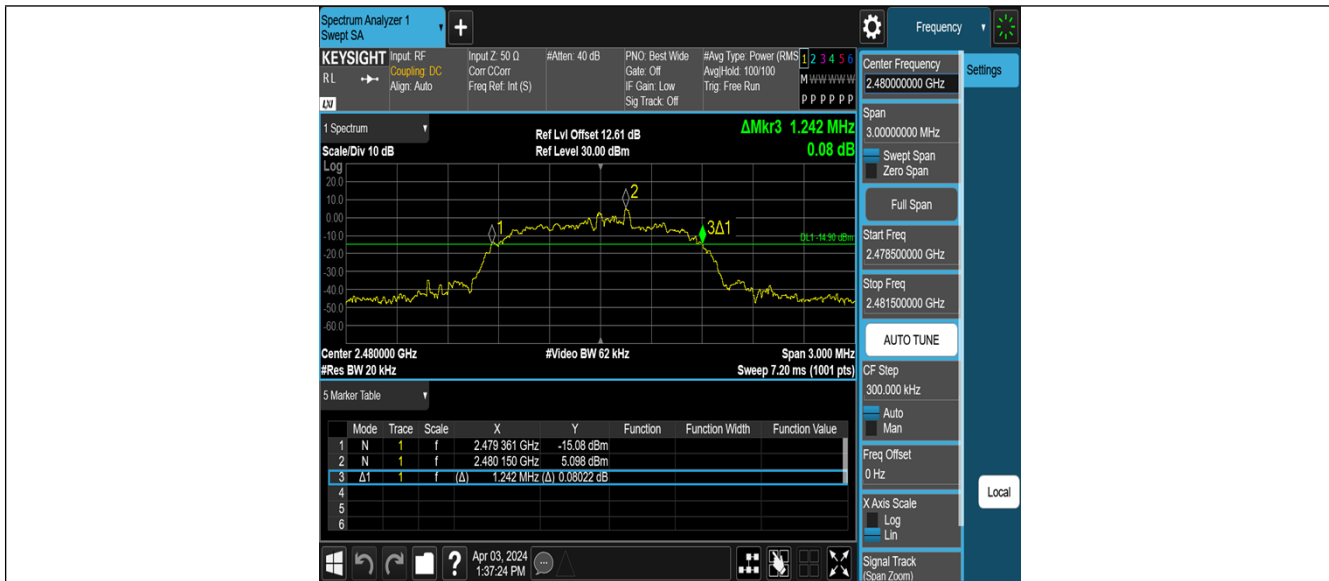 Spectrum Analyzer 1
Swept SA
+
Frequency
KEYSIGHT
RL
LXI
Input: RF
Coupling: DC
Align: Auto
Input Z: 50 Ω
Corr CCorr
Freq Ref: Int (S)
#Atten: 40 dB
PNO: Best Wide
Gate: Off
IF Gain: Low
Sig Track: Off
#Avg Type: Power (RMS
Avg|Hold: 100/100
Trig: Free Run
1 2 3 4 5 6
M W W W W W
P P P P P P
1 Spectrum
Scale/Div 10 dB
Ref Lvl Offset 12.61 dB
Ref Level 30.00 dBm
ΔMkr3 1.242 MHz
0.08 dB
Log
20.0
10.0
0.00
-10.0
-20.0
-30.0
-40.0
-50.0
-60.0
1
2
3Δ1
DL1 -14.90 dBm
Center 2.480000 GHz
#Video BW 62 kHz
Span 3.000 MHz
#Res BW 20 kHz
Sweep 7.20 ms (1001 pts)
5 Marker Table
Mode Trace Scale X Y Function Function Width Function Value
1 N 1 f 2.479 361 GHz -15.08 dBm
2 N 1 f 2.480 150 GHz 5.098 dBm
3 Δ1 1 f (Δ) 1.242 MHz (Δ) 0.08022 dB
4
5
6
?
Apr 03, 2024
1:37:24 PM
Center Frequency
2.480000000 GHz
Span
3.00000000 MHz
Swept Span
Zero Span
Full Span
Start Freq
2.478500000 GHz
Stop Freq
2.481500000 GHz
AUTO TUNE
CF Step
300.000 kHz
Auto
Man
Freq Offset
0 Hz
X Axis Scale
Log
Lin
Signal Track
(Span Zoom)
Settings
Local